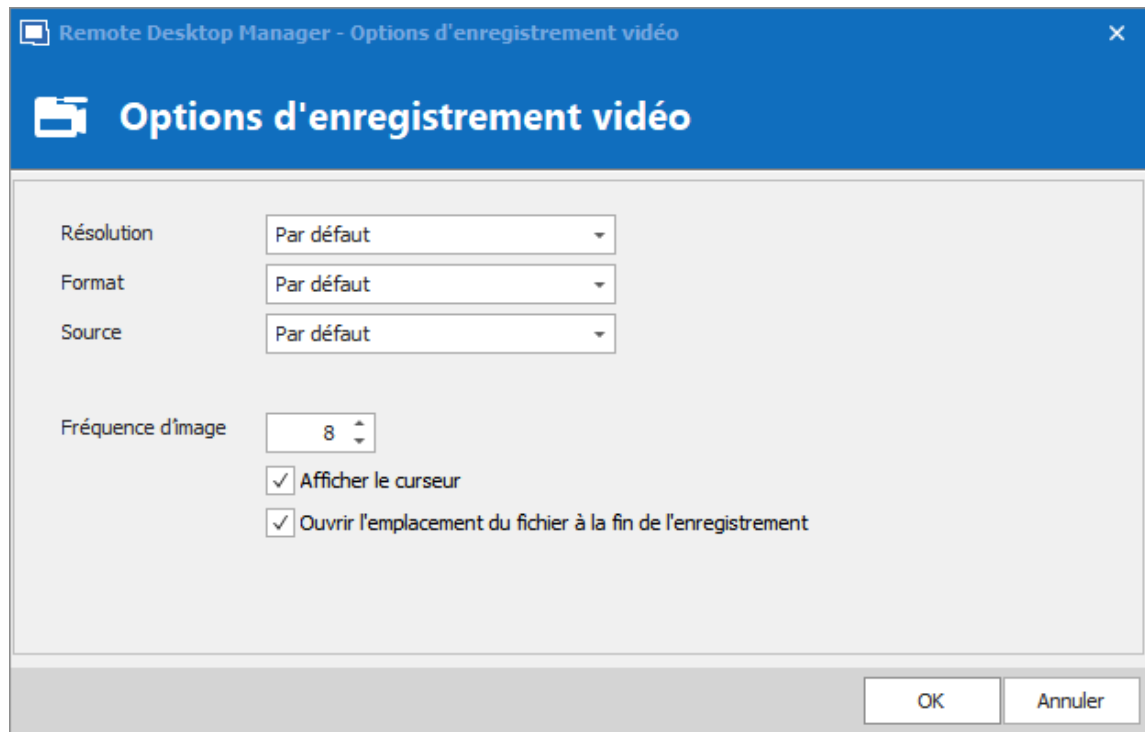 Remote Desktop Manager - Options d'enregistrement vidéo
Options d'enregistrement vidéo
Résolution Par défaut
Format Par défaut
Source Par défaut
Fréquence d'image 8
Afficher le curseur
Ouvrir l'emplacement du fichier à la fin de l'enregistrement
OK Annuler